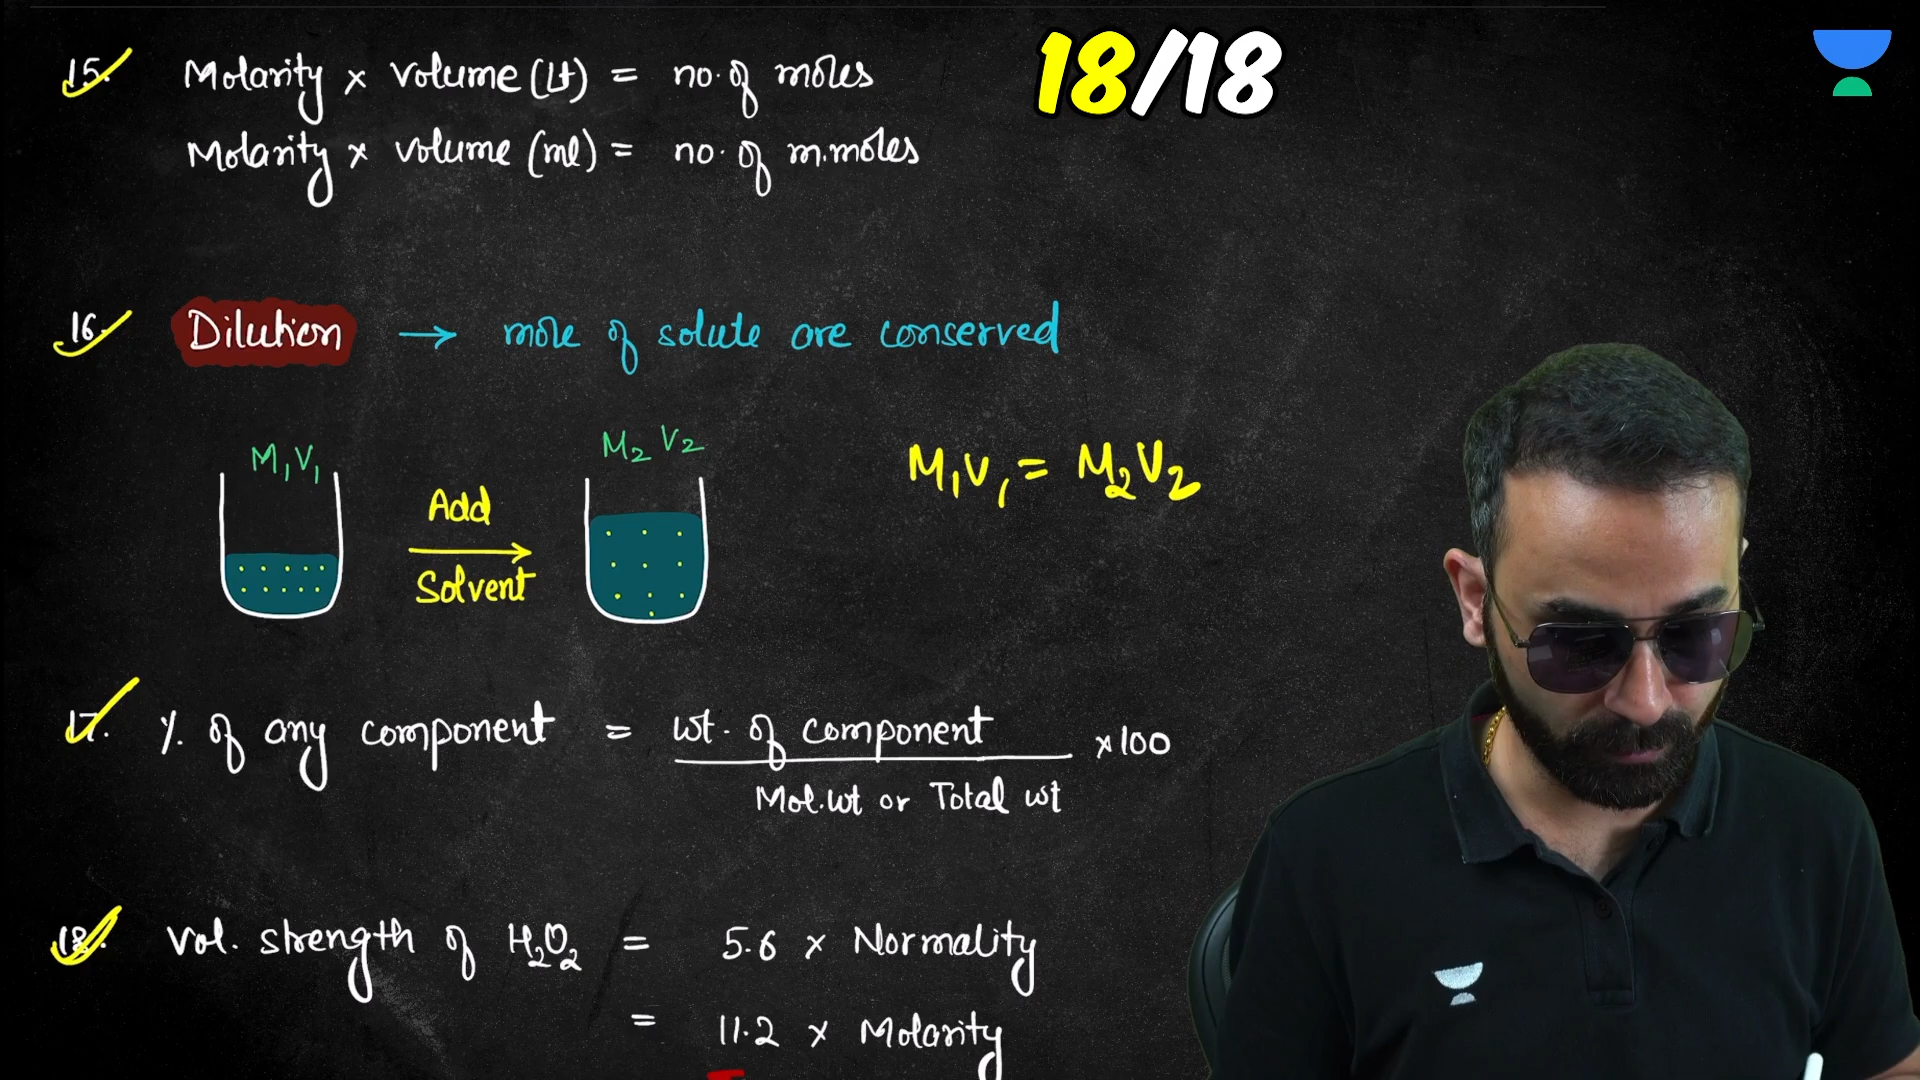 15. Molarity × volume (Lt) = no. of moles
Molarity × volume (ml) = no. of m.moles
18/18
16. Dilution → mole of solute are conserved
M₁V₁
Add
Solvent
M₂ V₂
M₁V₁ = M₂V₂
17. % of any component = wt. of component / Mol.wt or Total wt ×100
18. Vol. strength of H₂O₂ = 5.6 × Normality
= 11.2 × Molarity